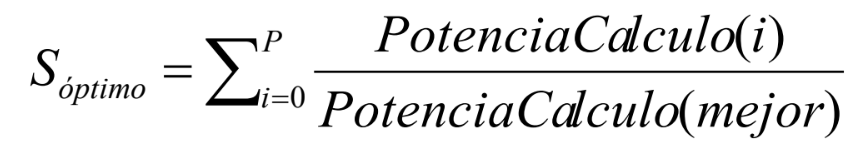 S_óptimo = ∑_{i=0}^{P} PotenciaCalculo(i) / PotenciaCalculo(mejor)